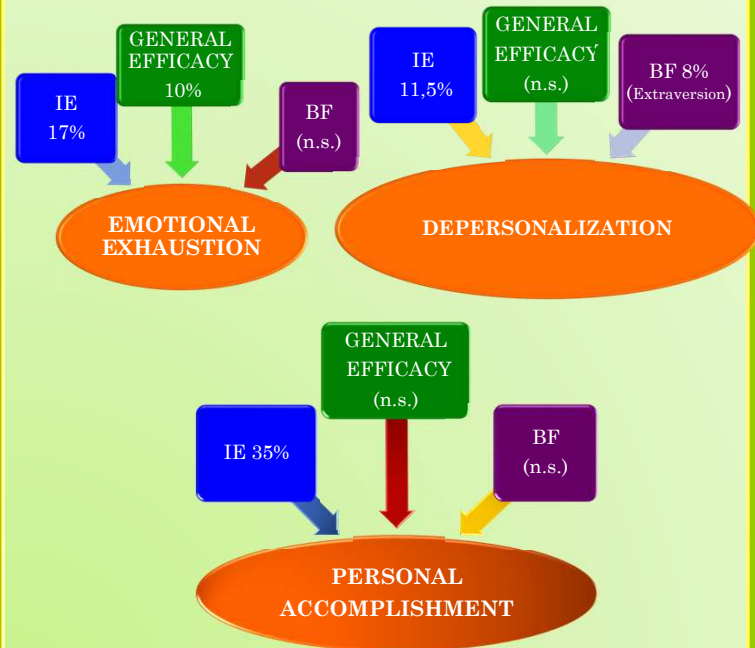 GENERAL
EFFICACY
10%
IE
17%
BF
(n.s.)
EMOTIONAL
EXHAUSTION
IE
11,5%
GENERAL
EFFICACY
(n.s.)
BF 8%
(Extraversion)
DEPERSONALIZATION
GENERAL
EFFICACY
(n.s.)
IE 35%
BF
(n.s.)
PERSONAL
ACCOMPLISHMENT